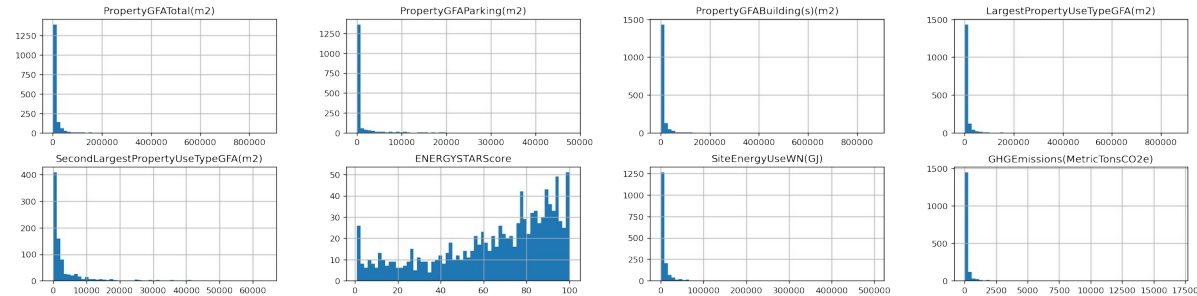 PropertyGFATotal(m2)
1250
1000
750
500
250
0
0 200000 400000 600000 800000
PropertyGFAParking(m2)
1250
1000
750
500
250
0
0 10000 20000 30000 40000 50000
PropertyGFABuilding(s)(m2)
1500
1000
500
0
0 200000 400000 600000 800000
LargestPropertyUseTypeGFA(m2)
1500
1000
500
0
0 200000 400000 600000 800000
SecondLargestPropertyUseTypeGFA(m2)
400
300
200
100
0
0 10000 20000 30000 40000 50000 60000
ENERGYSTARScore
50
40
30
20
10
0
0 20 40 60 80 100
SiteEnergyUseWN(GJ)
1250
1000
750
500
250
0
0 100000 200000 300000 400000 500000
GHGEmissions(MetricTonsCO2e)
1500
1000
500
0
0 2500 5000 7500 10000 12500 15000 17500